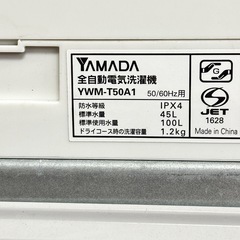 YAMADA
全自動電気洗濯機
YWM-T50A1 50/60Hz用
防水等級 IPX4
標準水量 45L
標準使用水量 100L
ドライコース時の洗濯容量 1.2kg
G
S
JET
1628
Made in China